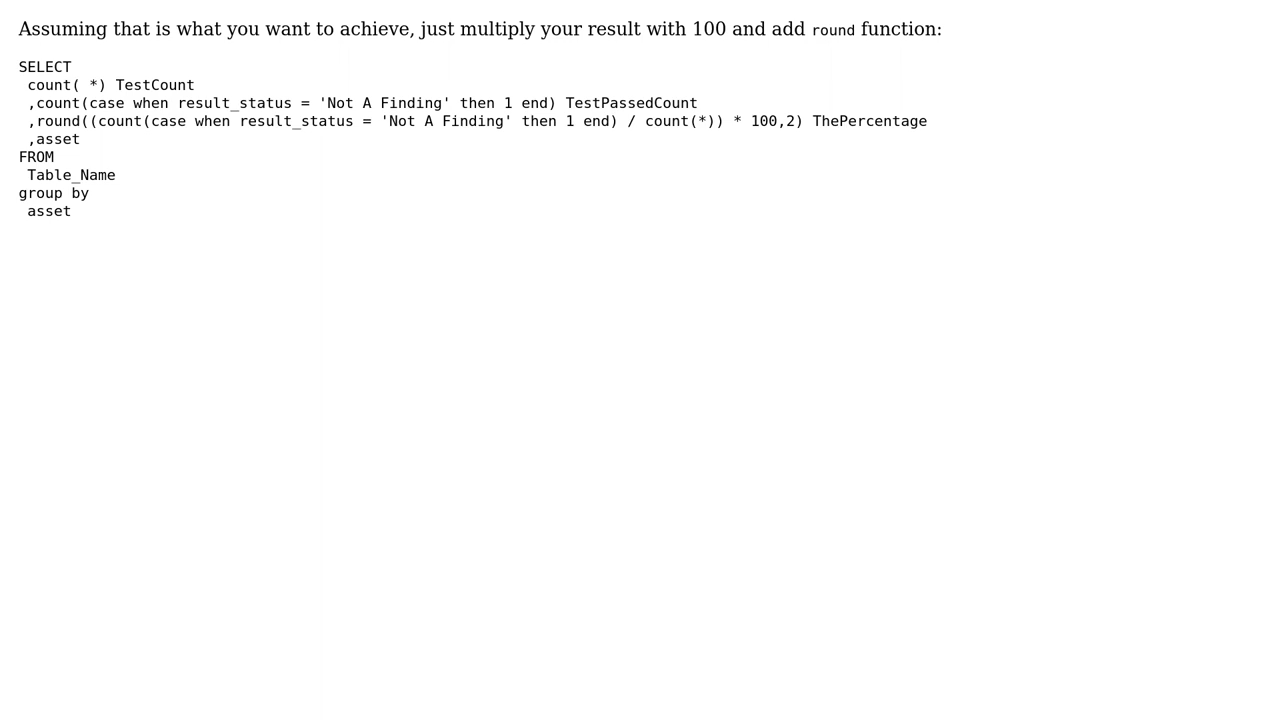 Assuming that is what you want to achieve, just multiply your result with 100 and add round function:
SELECT
 count( *) TestCount
 ,count(case when result_status = 'Not A Finding' then 1 end) TestPassedCount
 ,round((count(case when result_status = 'Not A Finding' then 1 end) / count(*)) * 100,2) ThePercentage
 ,asset
FROM
 Table_Name
group by
 asset